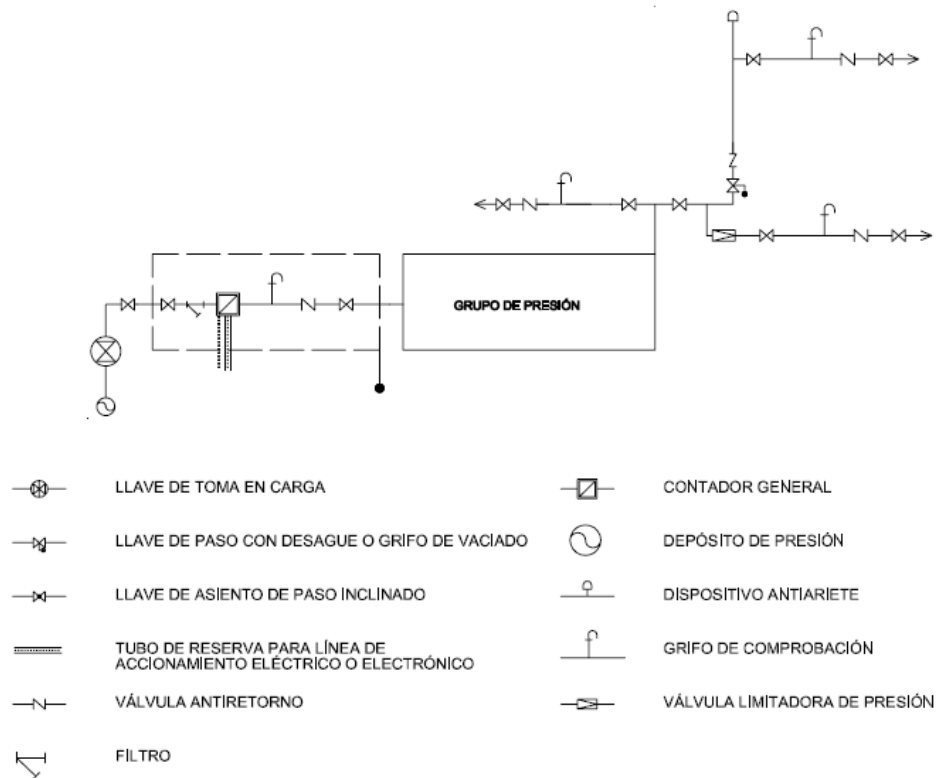 GRUPO DE PRESIÓN
LLAVE DE TOMA EN CARGA
CONTADOR GENERAL
LLAVE DE PASO CON DESAGUE O GRIFO DE VACIADO
DEPÓSITO DE PRESIÓN
LLAVE DE ASIENTO DE PASO INCLINADO
DISPOSITIVO ANTIARIETE
TUBO DE RESERVA PARA LÍNEA DE
ACCIONAMIENTO ELÉCTRICO O ELECTRÓNICO
GRIFO DE COMPROBACIÓN
VÁLVULA ANTIRETORNO
VÁLVULA LIMITADORA DE PRESIÓN
FILTRO